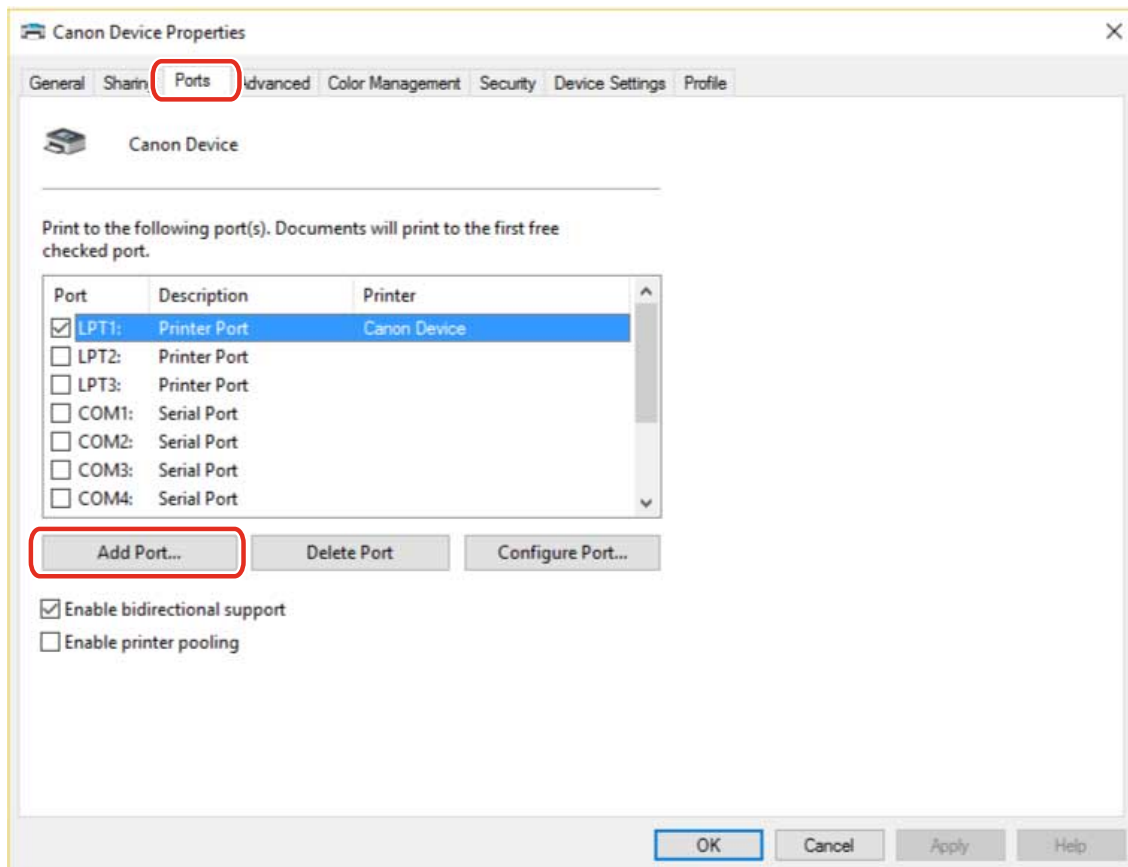 Canon Device Properties
General Sharing Ports Advanced Color Management Security Device Settings Profile
Canon Device
Print to the following port(s). Documents will print to the first free
checked port.
Port Description Printer
LPT1: Printer Port Canon Device
LPT2: Printer Port
LPT3: Printer Port
COM1: Serial Port
COM2: Serial Port
COM3: Serial Port
COM4: Serial Port
Add Port... Delete Port Configure Port...
Enable bidirectional support
Enable printer pooling
OK Cancel Apply Help